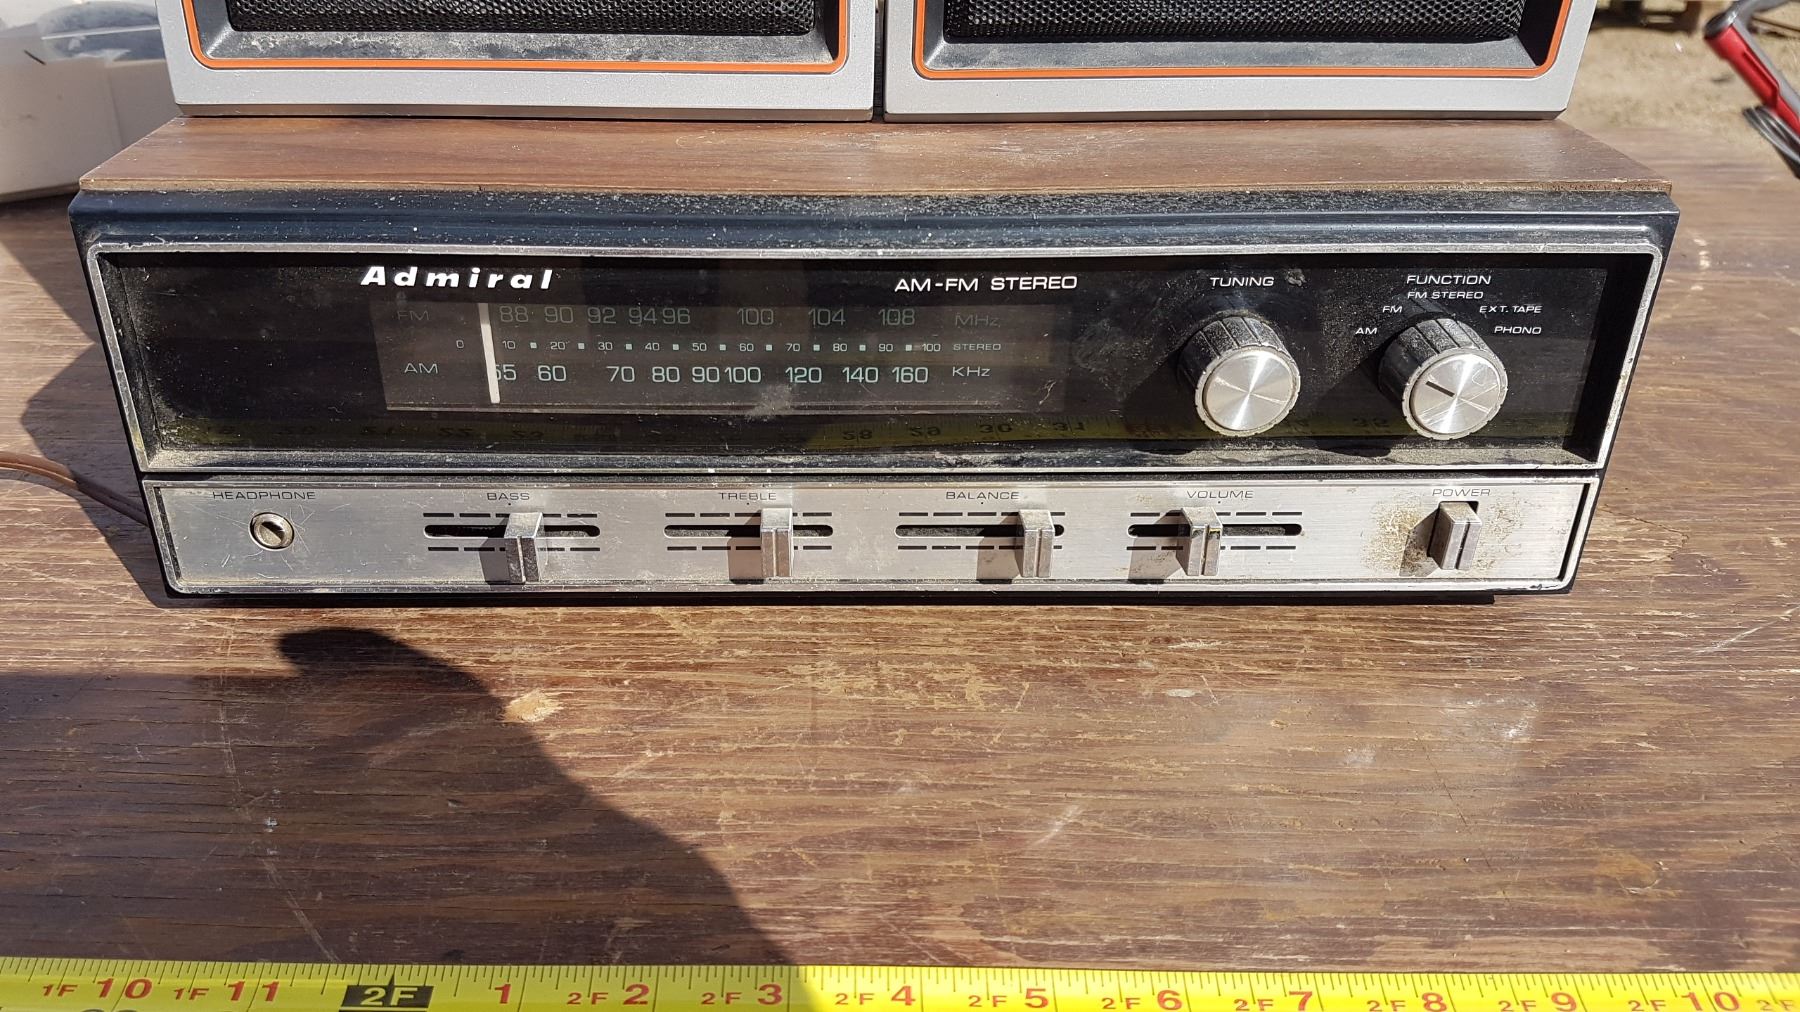 Admiral
AM-FM STEREO
TUNING
FUNCTION
FM STEREO
FM
EXT. TAPE
AM
PHONO
FM 88 90 92 94 96 100 104 108 MHz
0 10 20 30 40 50 60 70 80 90 100 STEREO
AM 55 60 70 80 90 100 120 140 160 KHz
HEADPHONE BASS TREBLE BALANCE VOLUME POWER
1F 10 1F 11 2F 1 2F 2 2F 3 2F 4 2F 5 2F 6 2F 7 2F 8 2F 9 2F 10 2F